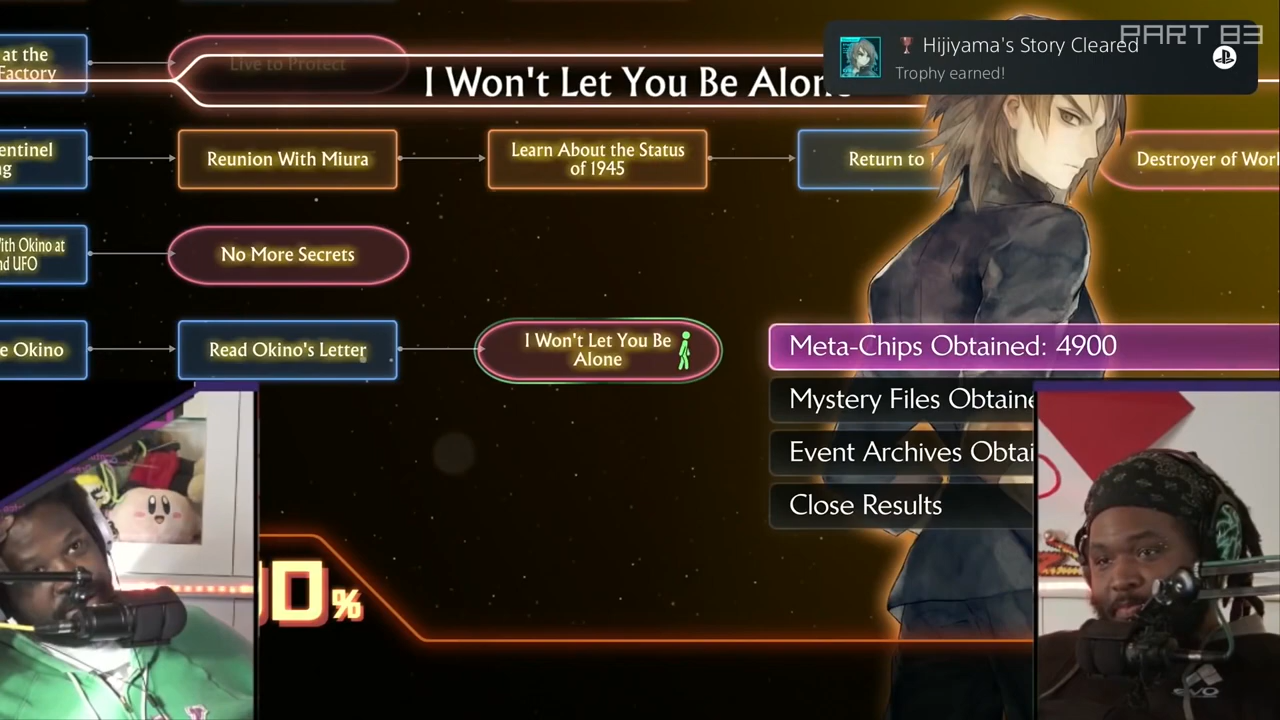 PART 83
Hijiyama's Story Cleared
Trophy earned!
at the
Factory
Live to Protect
I Won't Let You Be Alone
entinel
g
Reunion With Miura
Learn About the Status
of 1945
Return to
Destroyer of Worl
With Okino at
nd UFO
No More Secrets
e Okino
Read Okino's Letter
I Won't Let You Be
Alone
Meta-Chips Obtained: 4900
Mystery Files Obtaine
Event Archives Obtai
Close Results
00%
EVO